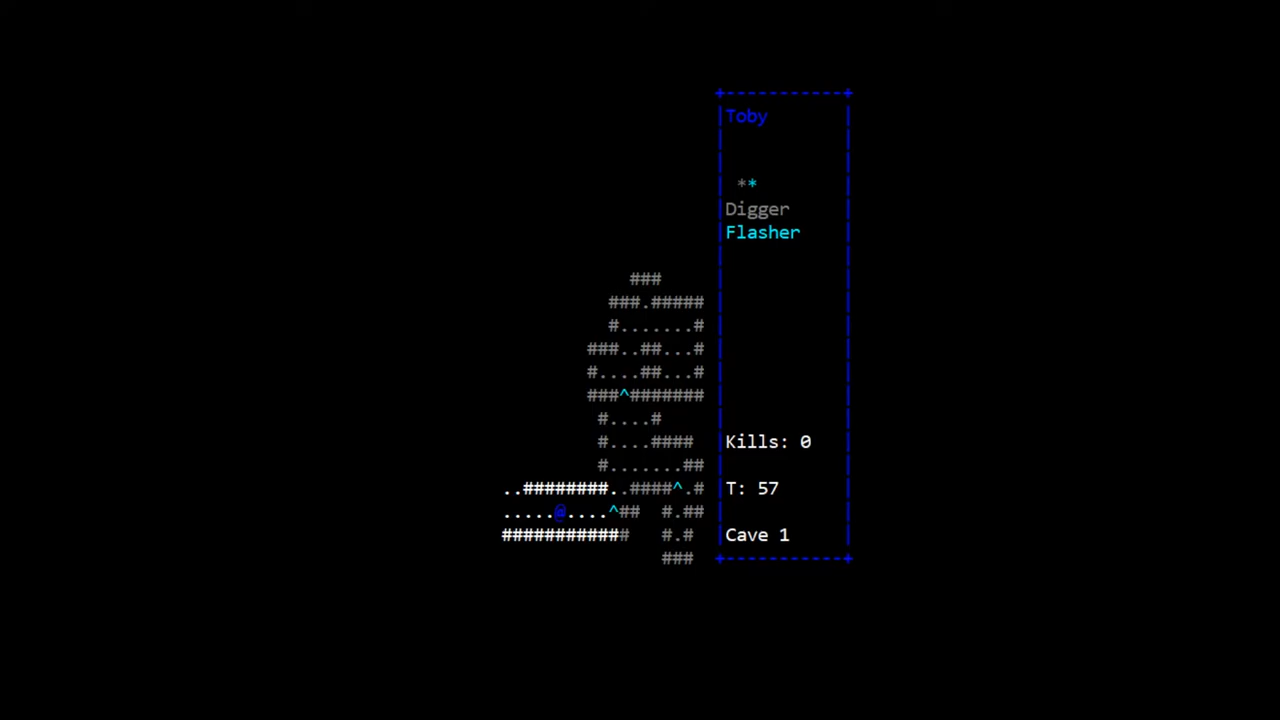 +------------+
Toby
**
Digger
Flasher
###
###.#####
#.......#
###..##...#
#....##...#
###^#######
#....#
Kills: 0
#....####
#.......##
..########..####^.#
T: 57
.....@....^## #.##
Cave 1
############ #.#
###
+------------+